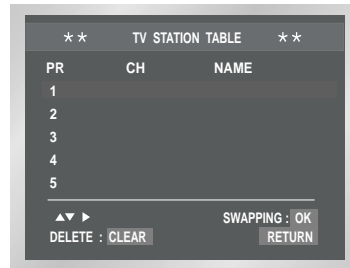 ** TV STATION TABLE **
PR CH NAME
1
2
3
4
5
▲▼ ► SWAPPING : OK
DELETE : CLEAR RETURN